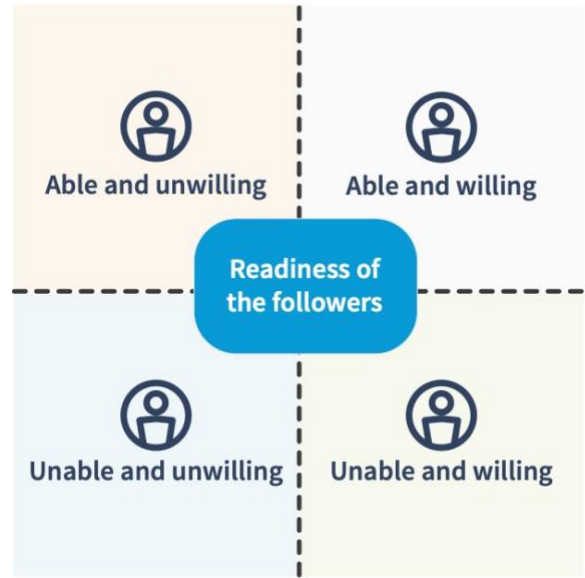 Able and unwilling
Able and willing
Readiness of
the followers
Unable and unwilling
Unable and willing